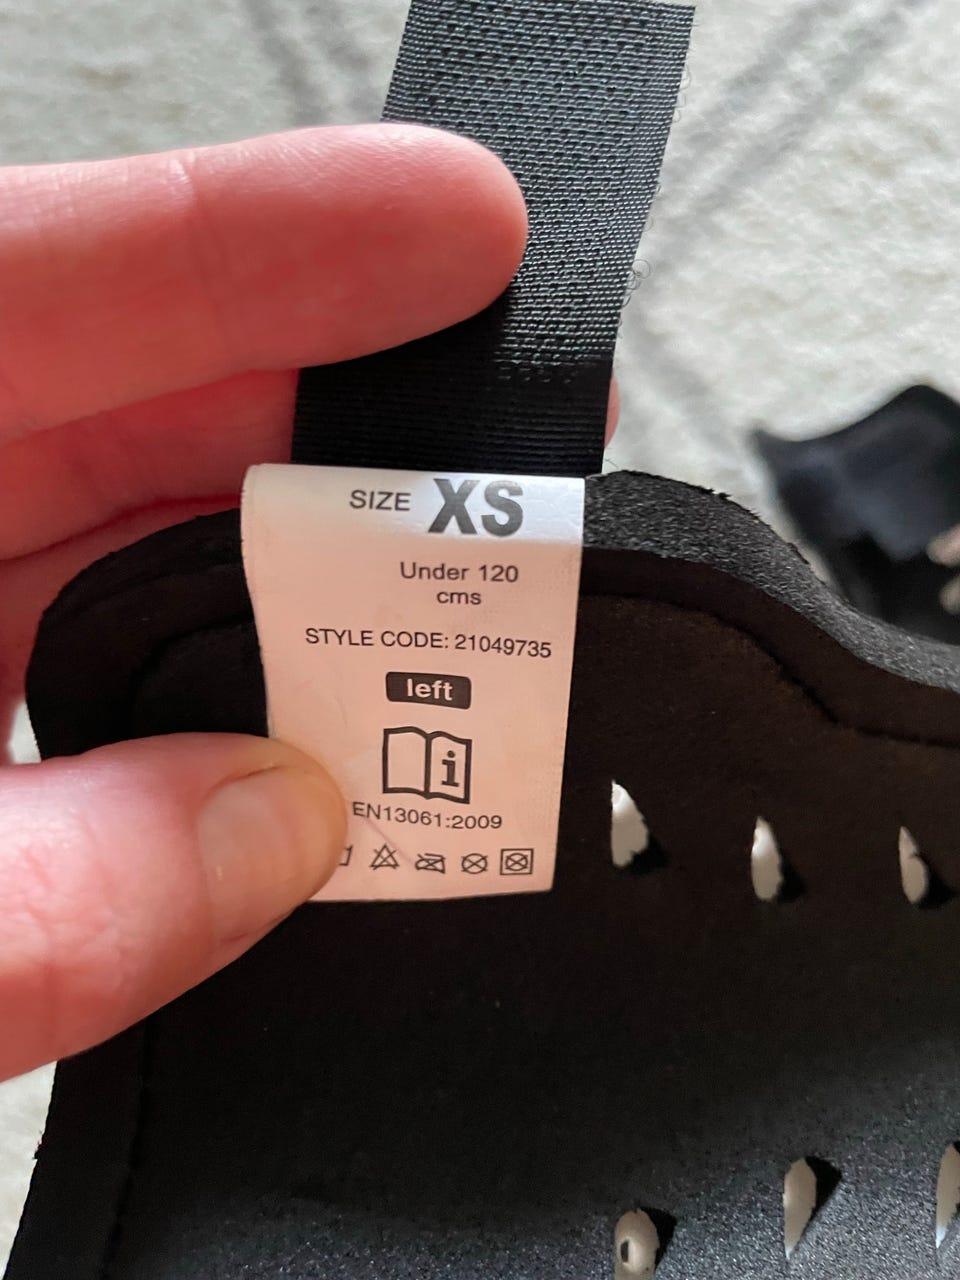 SIZE XS
Under 120
cms
STYLE CODE: 21049735
left
i
EN13061:2009